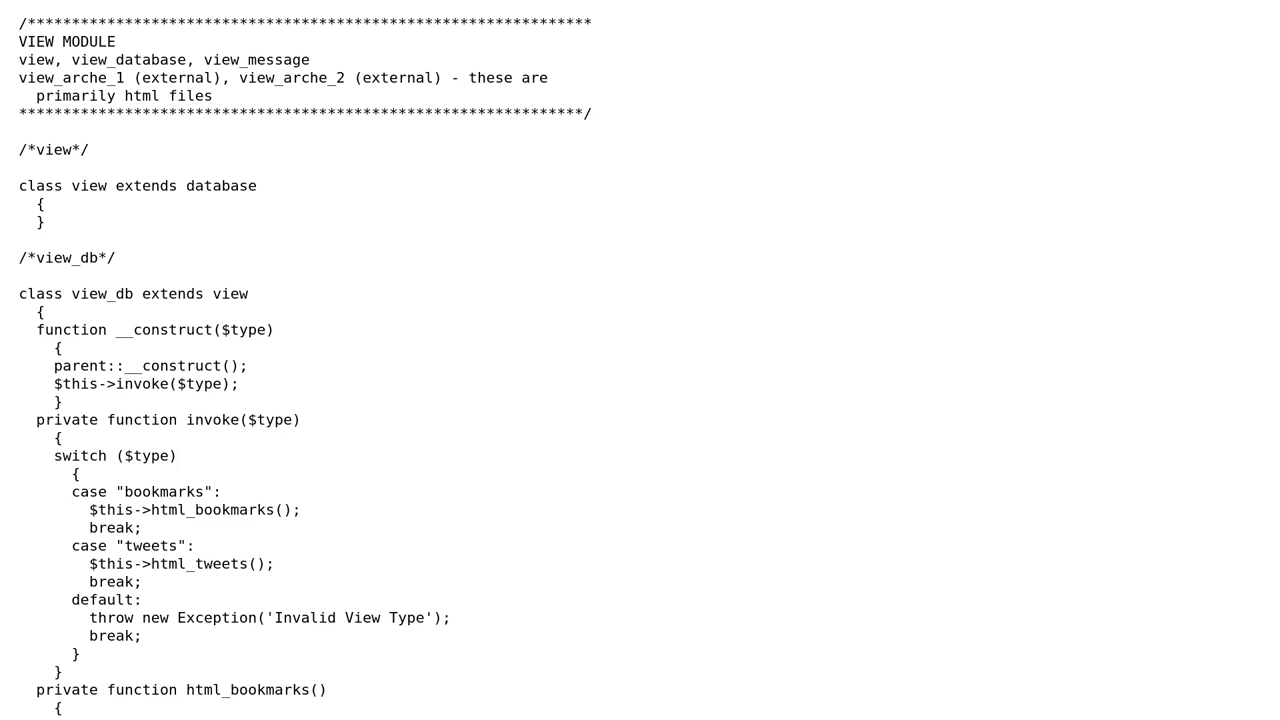 /****************************************************************
VIEW MODULE
view, view_database, view_message
view_arche_1 (external), view_arche_2 (external) - these are
  primarily html files
****************************************************************/

/*view*/

class view extends database
  {
  }

/*view_db*/

class view_db extends view
  {
  function __construct($type)
    {
    parent::__construct();
    $this->invoke($type);
    }
  private function invoke($type)
    {
    switch ($type)
      {
      case "bookmarks":
        $this->html_bookmarks();
        break;
      case "tweets":
        $this->html_tweets();
        break;
      default:
        throw new Exception('Invalid View Type');
        break;
      }
    }
  private function html_bookmarks()
    {